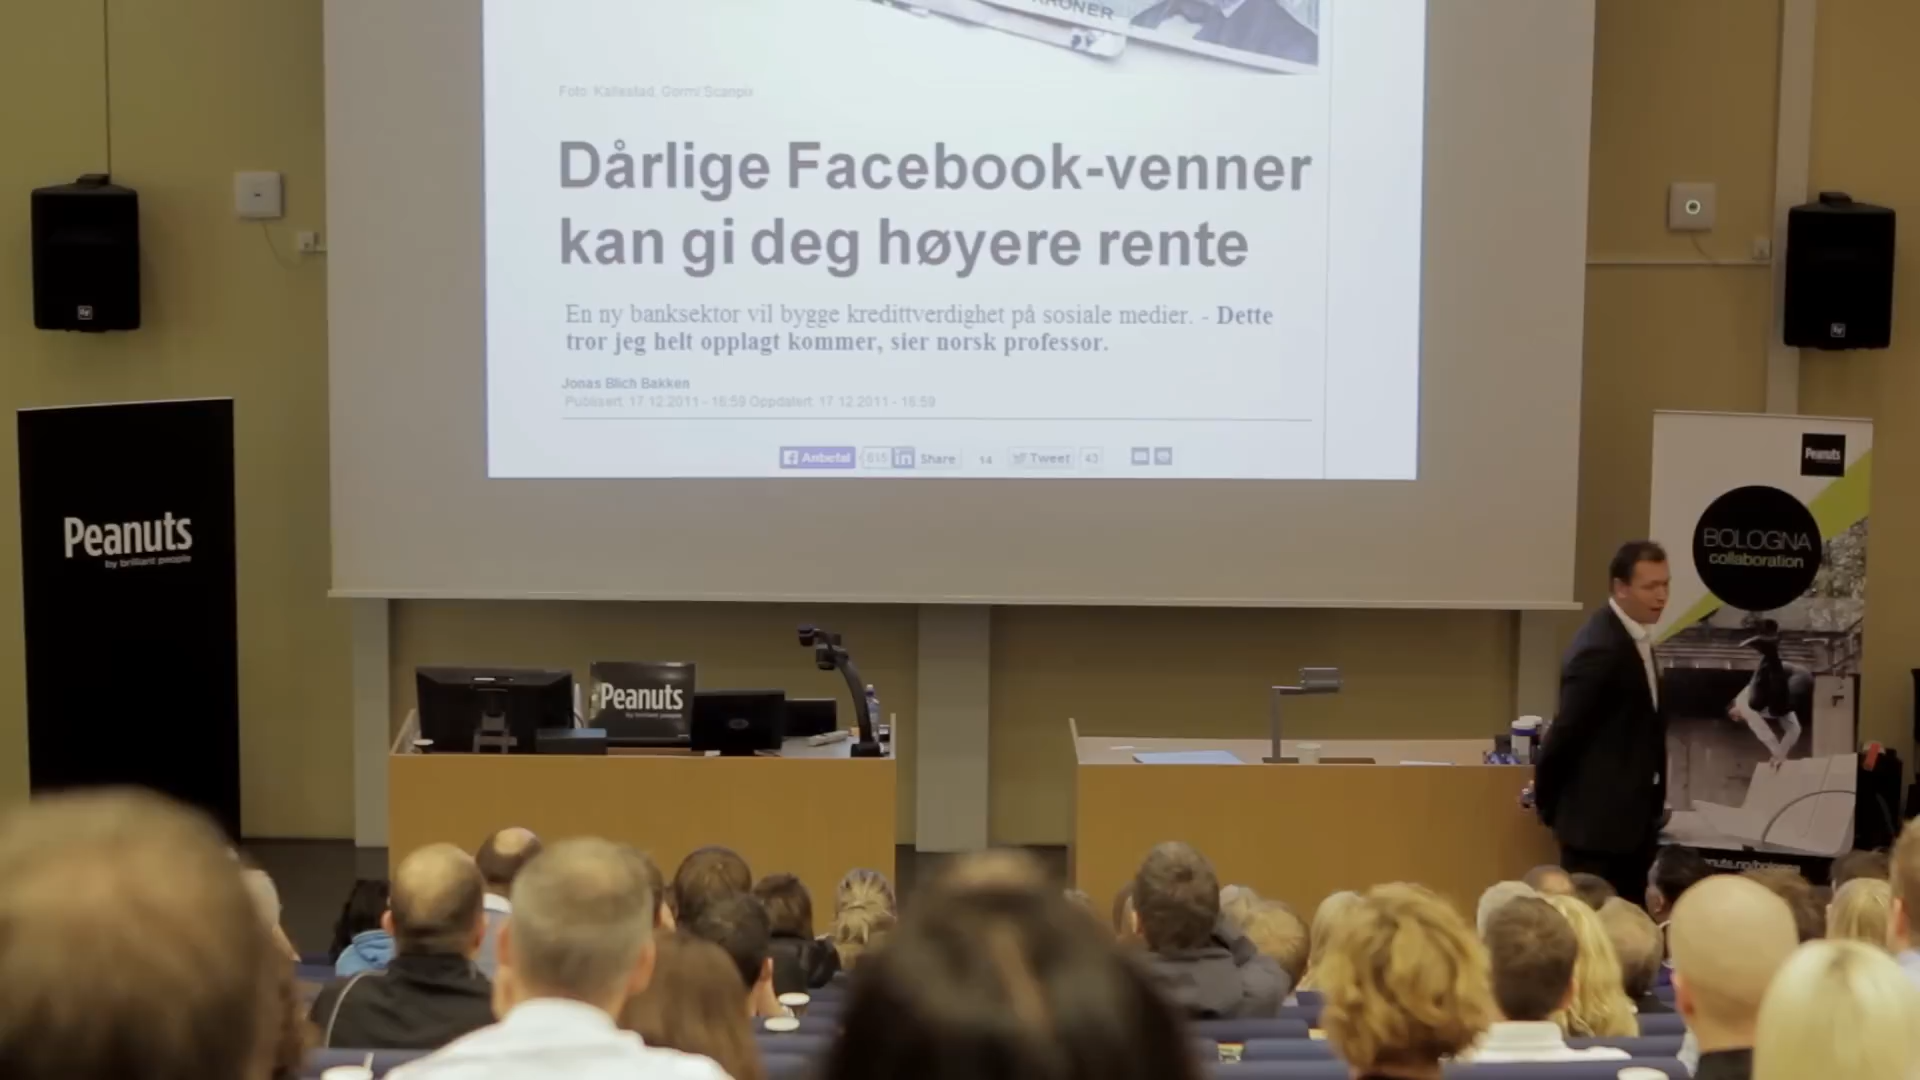 KRONER
Foto: Kallestad, Gorm/ Scanpix
Dårlige Facebook-venner
kan gi deg høyere rente
En ny banksektor vil bygge kredittverdighet på sosiale medier. - Dette
tror jeg helt opplagt kommer, sier norsk professor.
Jonas Blich Bakken
Publisert: 17.12.2011 - 16:59 Oppdatert: 17.12.2011 - 16:59
Anbefal 615 in Share 14 Tweet 43
Peanuts
by brilliant people
Peanuts
BOLOGNA
collaboration
Peanuts
by brilliant people